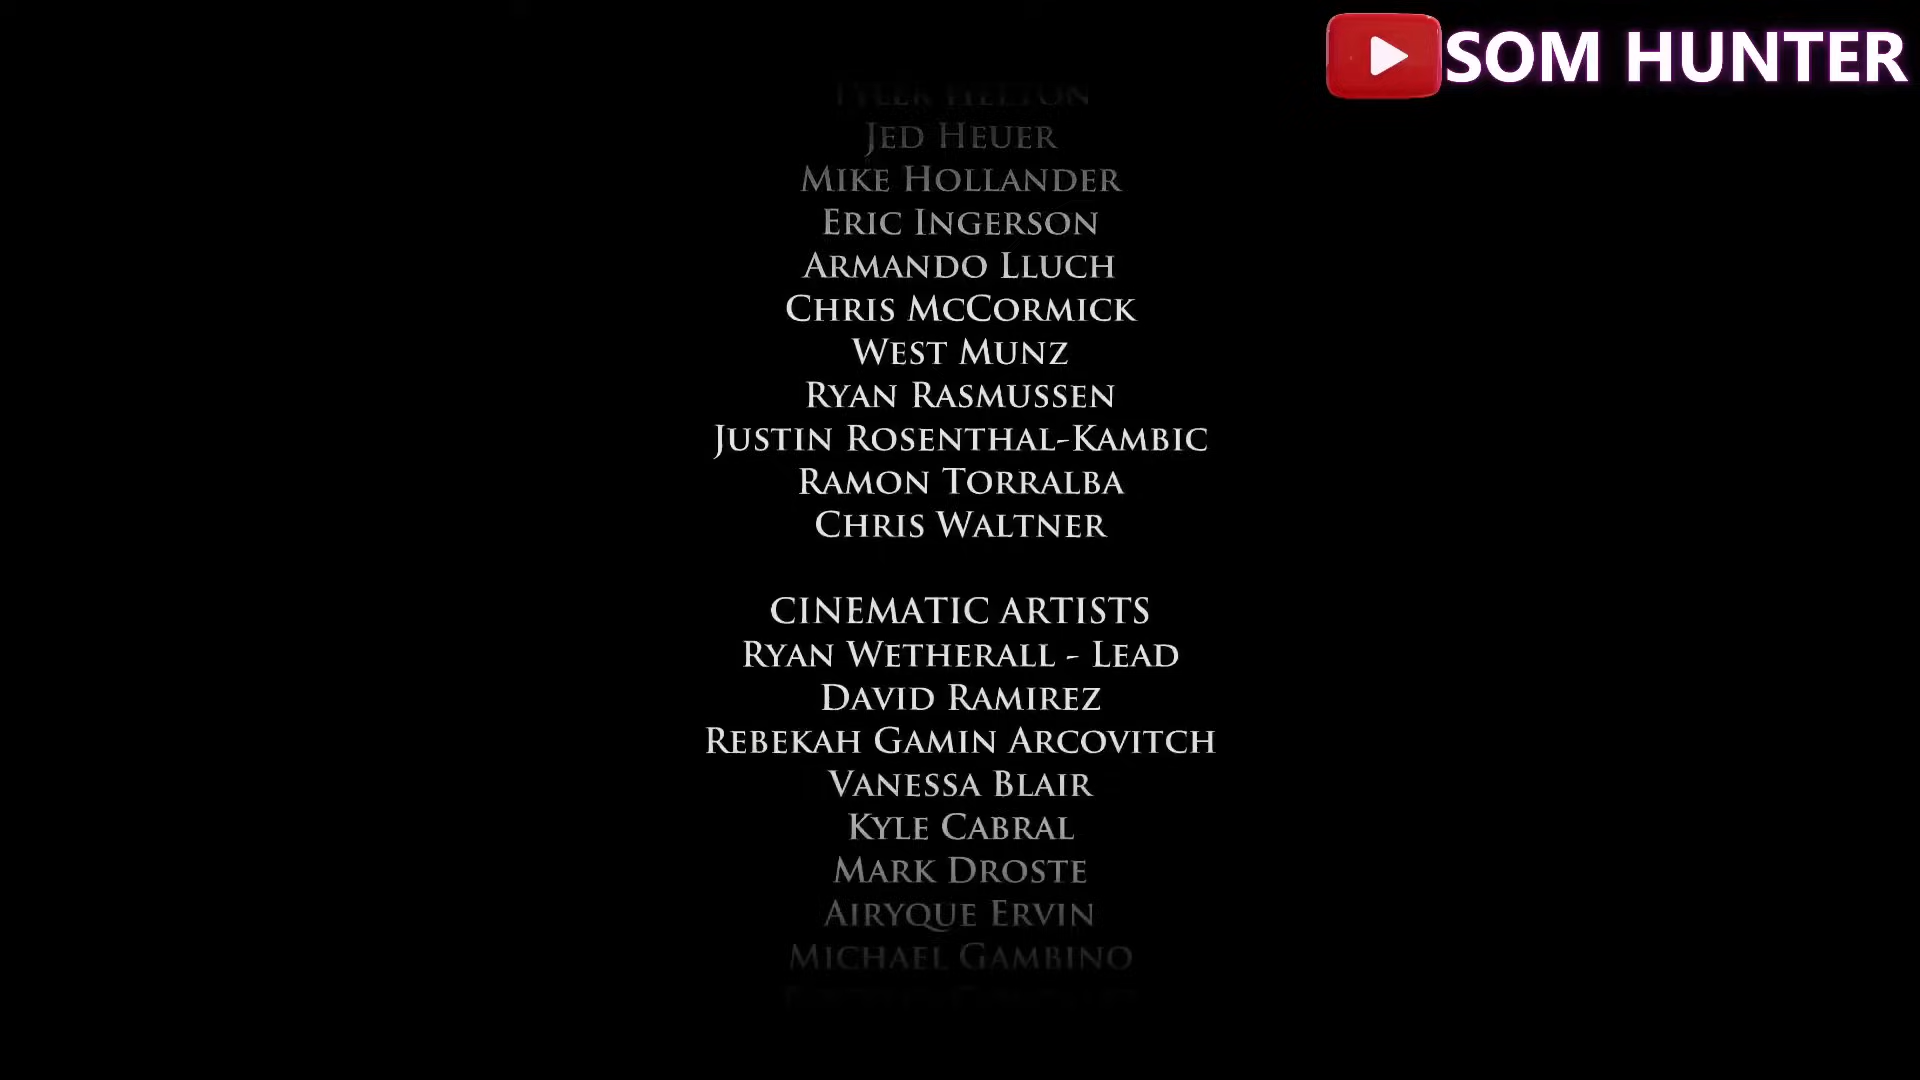 SOM HUNTER
Tyler Helton
Jed Heuer
Mike Hollander
Eric Ingerson
Armando Lluch
Chris McCormick
West Munz
Ryan Rasmussen
Justin Rosenthal-Kambic
Ramon Torralba
Chris Waltner
CINEMATIC ARTISTS
Ryan Wetherall - Lead
David Ramirez
Rebekah Gamin Arcovitch
Vanessa Blair
Kyle Cabral
Mark Droste
Airyque Ervin
Michael Gambino